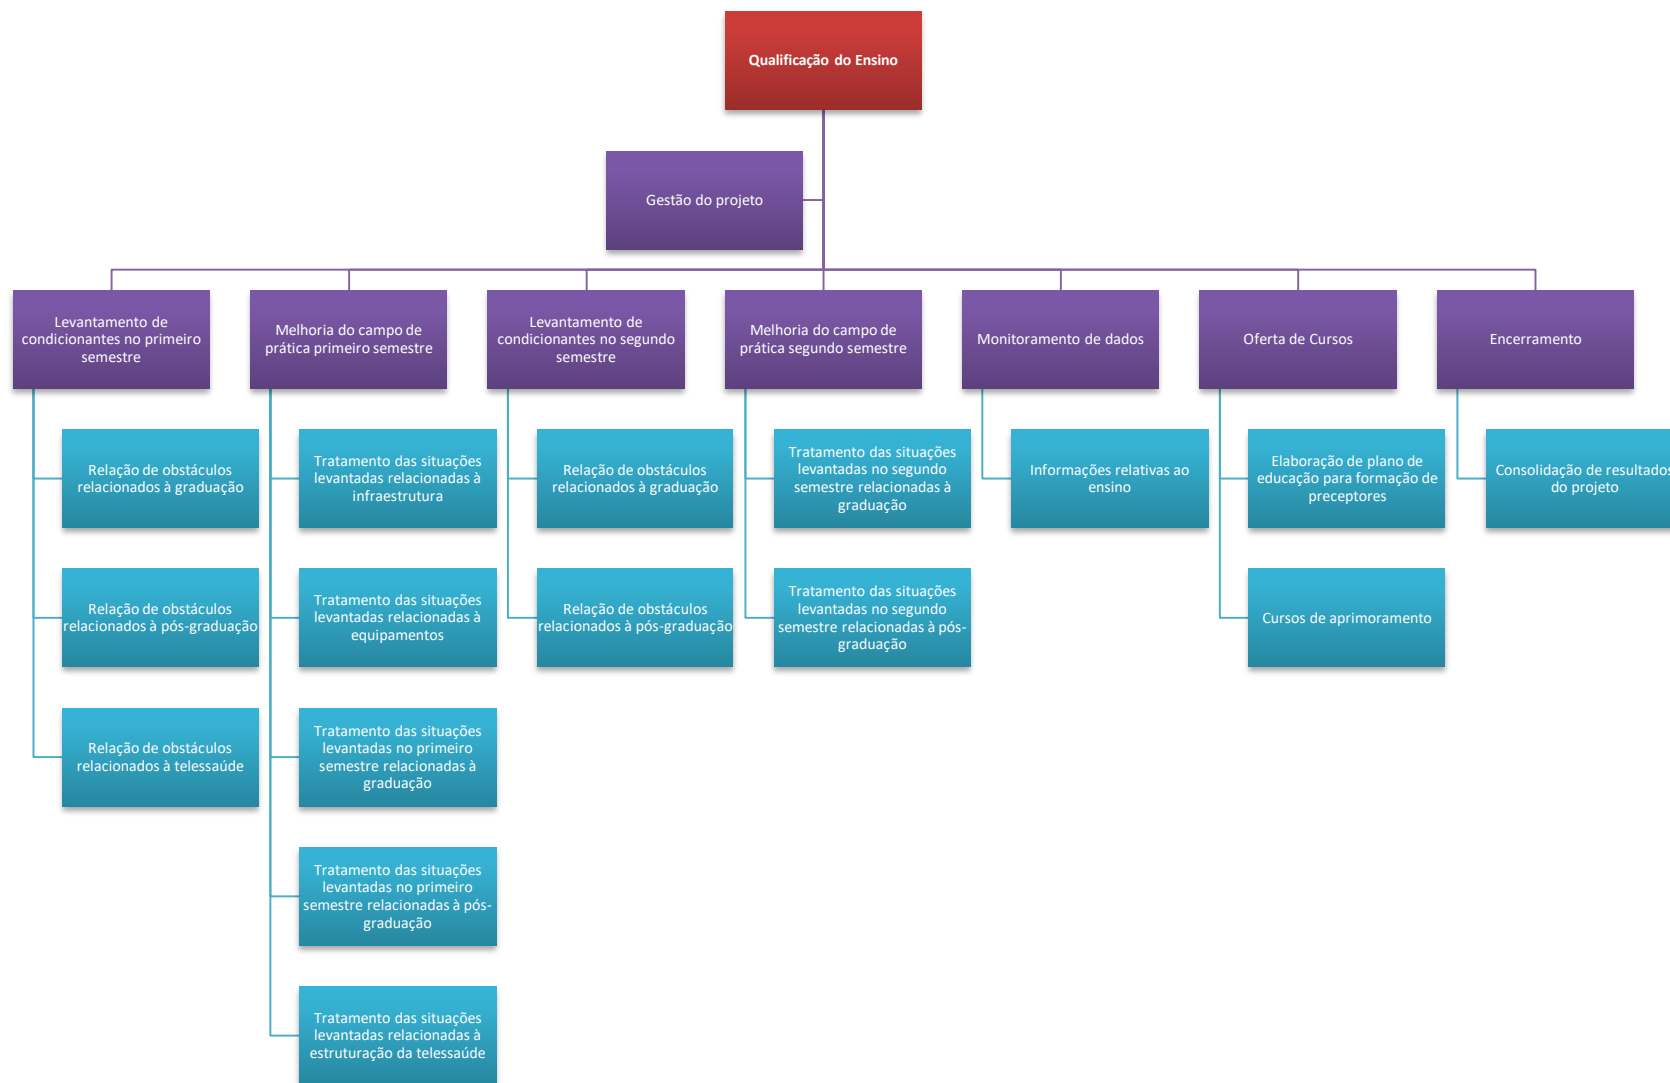 Qualificação do Ensino
Gestão do projeto
Levantamento de
condicionantes no primeiro
semestre
Melhoria do campo de
prática primeiro semestre
Levantamento de
condicionantes no segundo
semestre
Melhoria do campo de
prática segundo semestre
Monitoramento de dados
Oferta de Cursos
Encerramento
Relação de obstáculos
relacionados à graduação
Relação de obstáculos
relacionados à pós-graduação
Relação de obstáculos
relacionados à telessaúde
Tratamento das situações
levantadas relacionadas à
infraestrutura
Tratamento das situações
levantadas relacionadas à
equipamentos
Tratamento das situações
levantadas no primeiro
semestre relacionadas à
graduação
Tratamento das situações
levantadas no primeiro
semestre relacionadas à pós-
graduação
Tratamento das situações
levantadas relacionadas à
estruturação da telessaúde
Relação de obstáculos
relacionados à graduação
Relação de obstáculos
relacionados à pós-graduação
Tratamento das situações
levantadas no segundo
semestre relacionadas à
graduação
Tratamento das situações
levantadas no segundo
semestre relacionadas à pós-
graduação
Informações relativas ao
ensino
Elaboração de plano de
educação para formação de
preceptores
Cursos de aprimoramento
Consolidação de resultados
do projeto